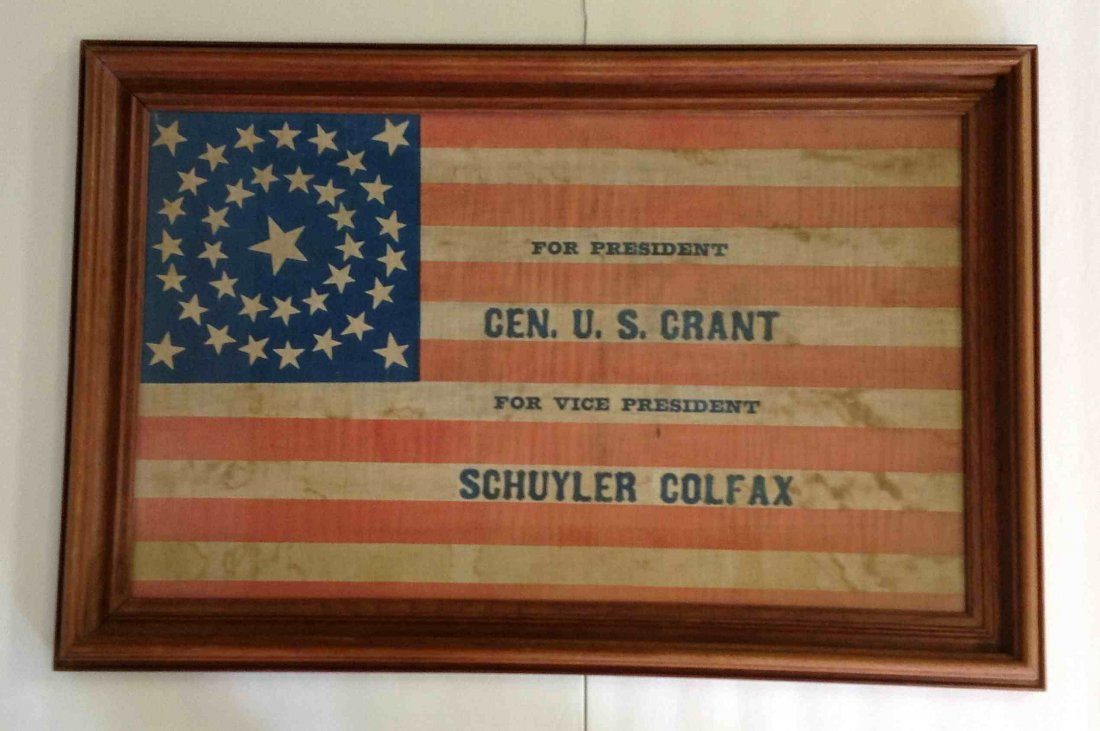 FOR PRESIDENT
GEN. U. S. GRANT
FOR VICE PRESIDENT
SCHUYLER COLFAX